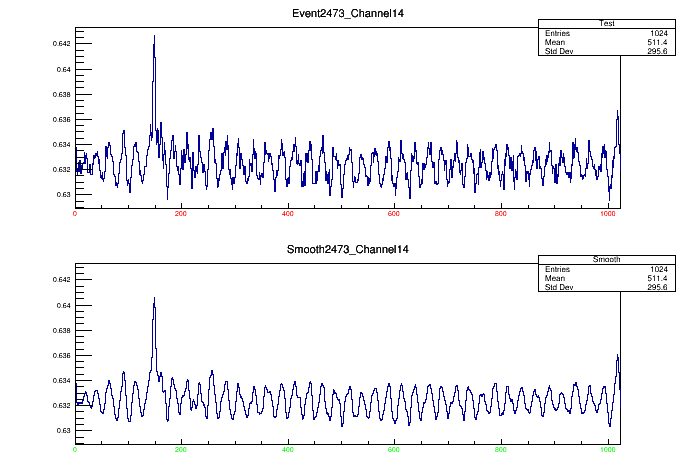 Event2473_Channel14
Test
Entries 1024
Mean 511.4
Std Dev 295.6
0.642
0.64
0.638
0.636
0.634
0.632
0.63
0 200 400 600 800 1000
Smooth2473_Channel14
Smooth
Entries 1024
Mean 511.4
Std Dev 295.6
0.642
0.64
0.638
0.636
0.634
0.632
0.63
0 200 400 600 800 1000